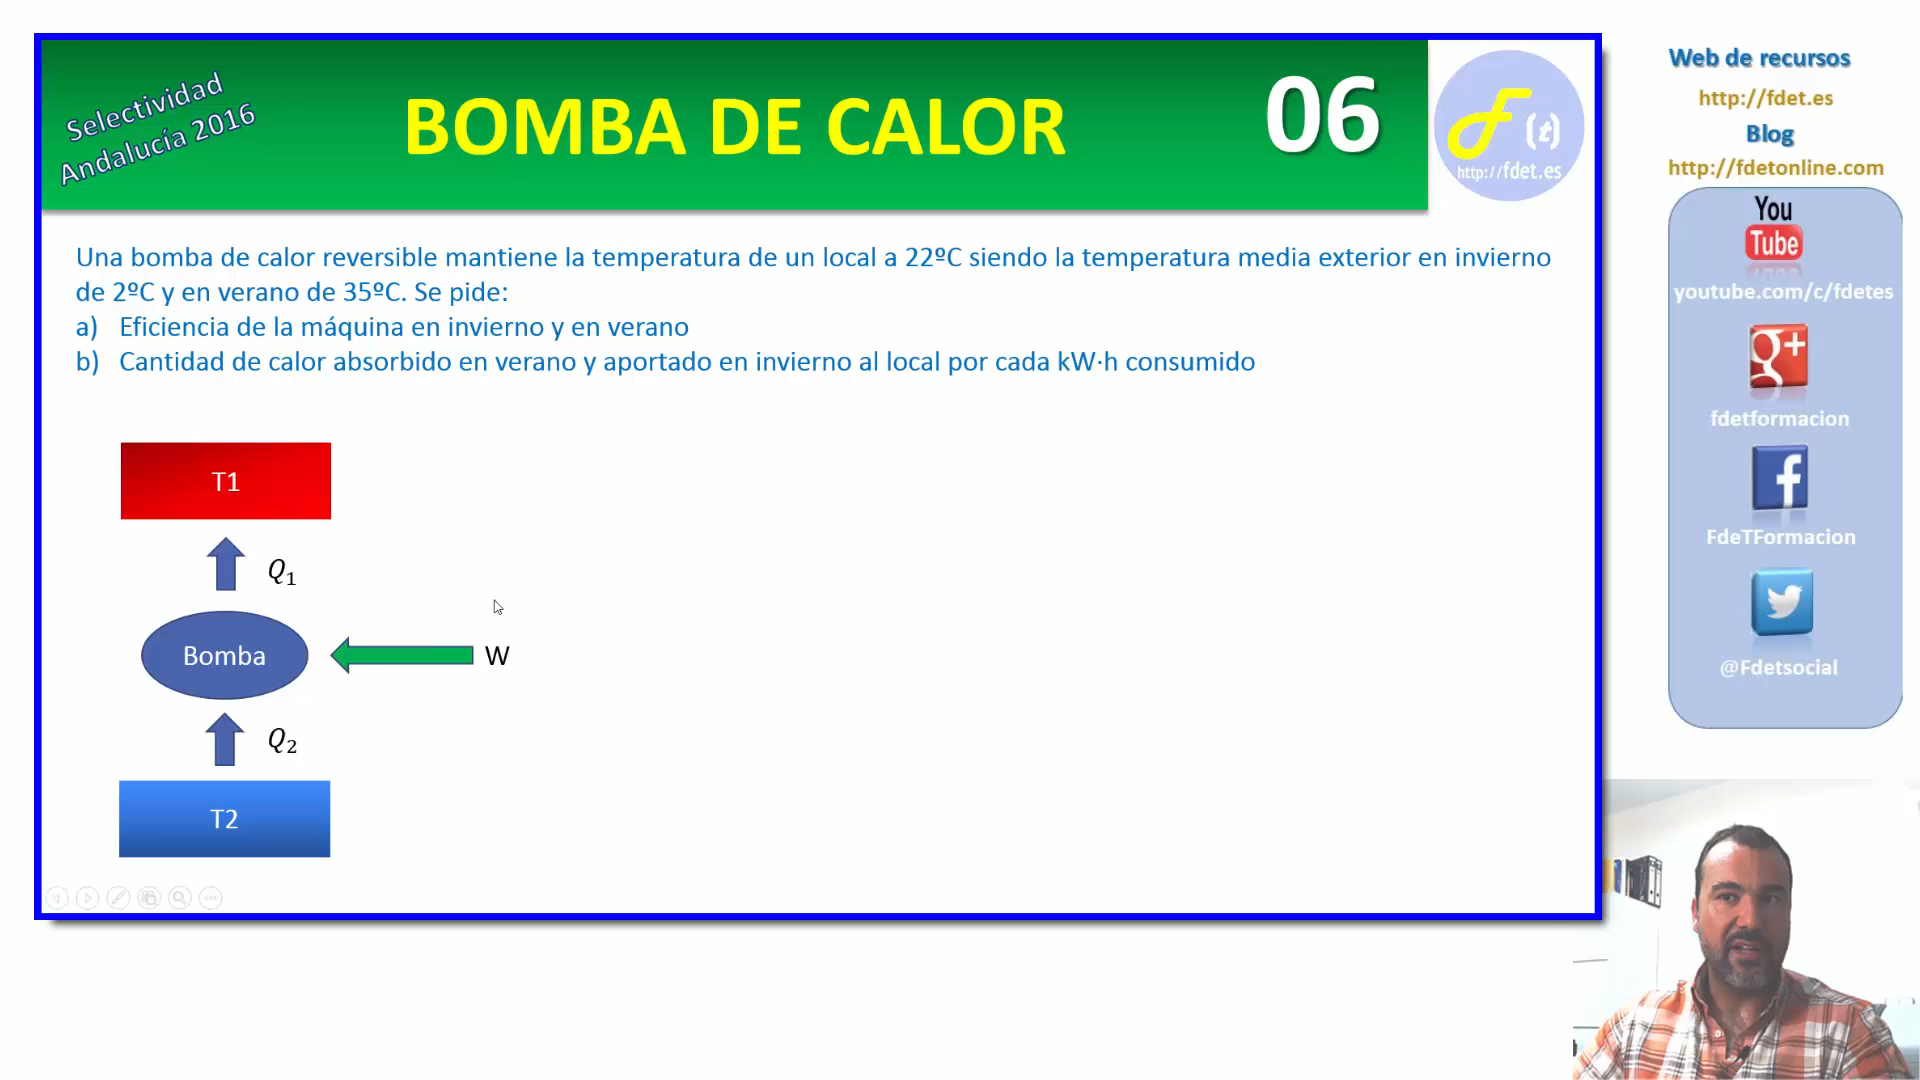 Selectividad
Andalucía 2016
BOMBA DE CALOR
06
F(t)
http://fdet.es
Una bomba de calor reversible mantiene la temperatura de un local a 22ºC siendo la temperatura media exterior en invierno
de 2ºC y en verano de 35ºC. Se pide:
a) Eficiencia de la máquina en invierno y en verano
b) Cantidad de calor absorbido en verano y aportado en invierno al local por cada kW·h consumido
T1
Q₁
Bomba
W
Q₂
T2
Web de recursos
http://fdet.es
Blog
http://fdetonline.com
You
Tube
youtube.com/c/fdetes
g+
fdetformacion
f
FdeTFormacion
@Fdetsocial